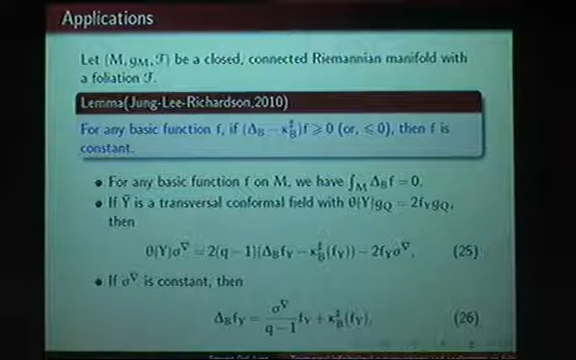 Applications
Let (M, g_M, ℱ) be a closed, connected Riemannian manifold with
a foliation ℱ.
Lemma(Jung-Lee-Richardson,2010)
For any basic function f, if (Δ_B − κ_B^♯)f ⩾ 0 (or, ⩽ 0), then f is
constant.
• For any basic function f on M, we have ∫_M Δ_B f = 0.
• If Ȳ is a transversal conformal field with θ(Y)g_Q = 2f_Y g_Q,
then
θ(Y)σ^∇ = 2(q − 1)(Δ_B f_Y − κ_B^♯(f_Y)) − 2f_Y σ^∇, (25)
• If σ^∇ is constant, then
Δ_B f_Y = σ^∇/(q − 1) f_Y + κ_B^♯(f_Y). (26)